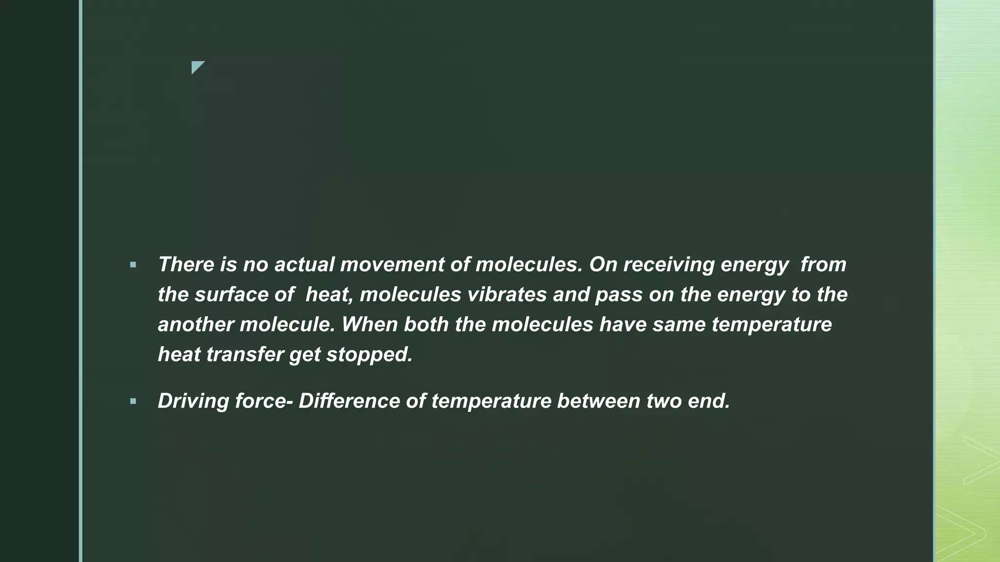 ▪ There is no actual movement of molecules. On receiving energy  from
the surface of  heat, molecules vibrates and pass on the energy to the
another molecule. When both the molecules have same temperature
heat transfer get stopped.
▪ Driving force- Difference of temperature between two end.